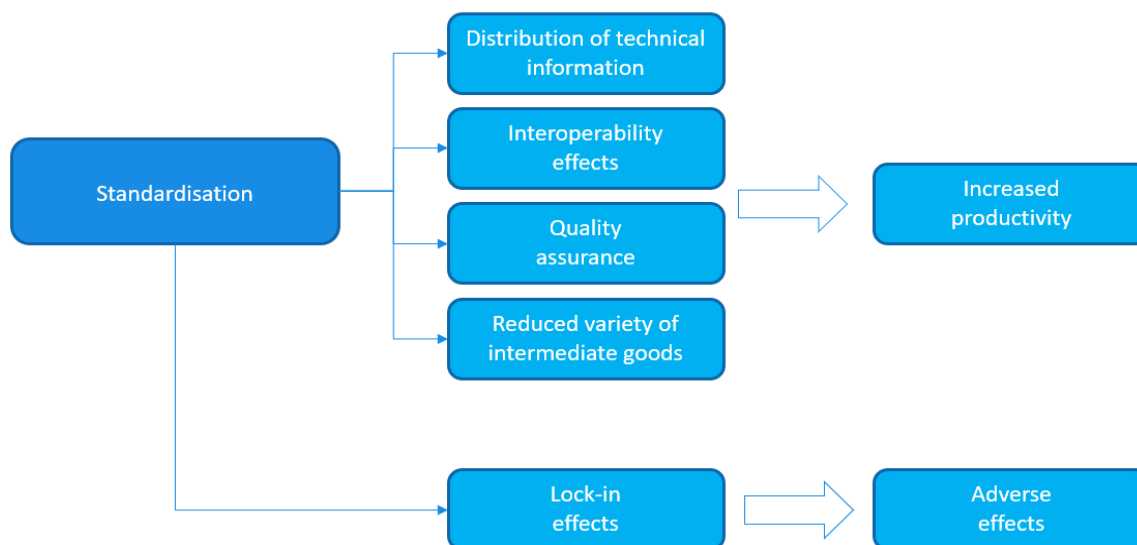 Distribution of technical
information
Interoperability
effects
Standardisation
Increased
productivity
Quality
assurance
Reduced variety of
intermediate goods
Lock-in
effects
Adverse
effects